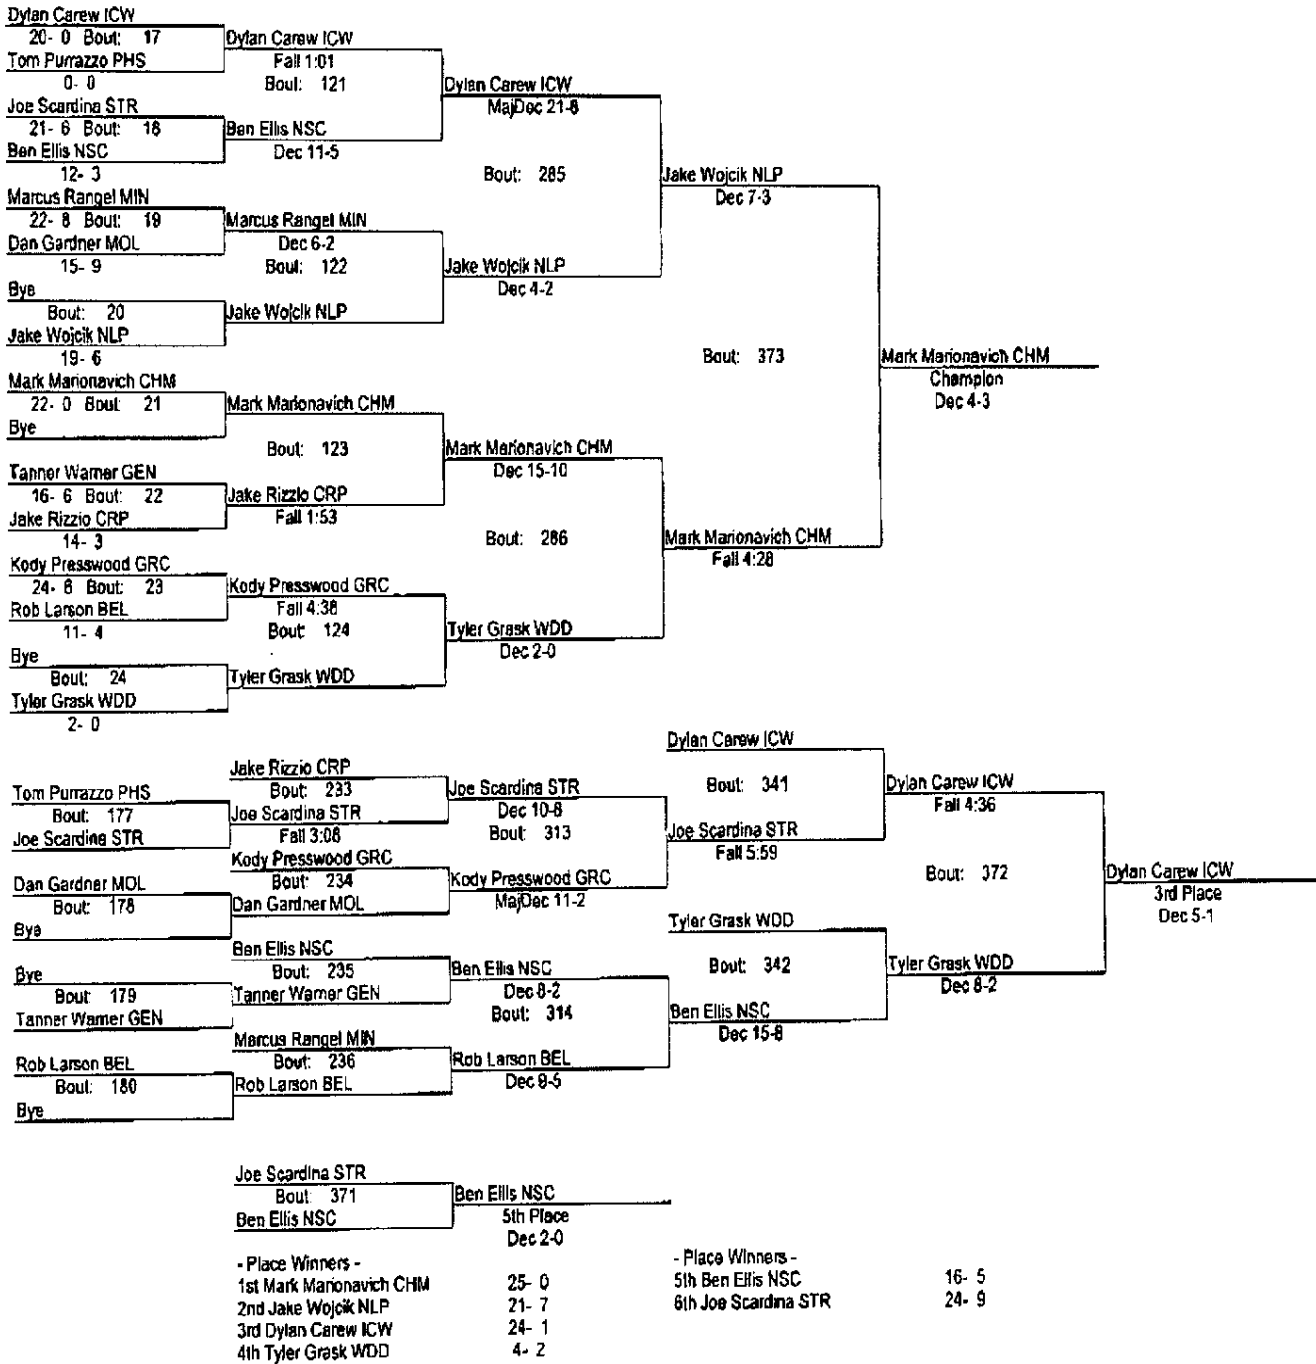 Dylan Carew ICW
20- 0 Bout: 17
Tom Purrazzo PHS
0- 0
Joe Scardina STR
21- 6 Bout: 18
Ben Ellis NSC
12- 3
Marcus Rangel MIN
22- 8 Bout: 19
Dan Gardner MOL
15- 9
Bye
Bout: 20
Jake Wojcik NLP
19- 6
Mark Marionavich CHM
22- 0 Bout: 21
Bye
Tanner Warner GEN
16- 6 Bout: 22
Jake Rizzio CRP
14- 3
Kody Presswood GRC
24- 6 Bout: 23
Rob Larson BEL
11- 4
Bye
Bout: 24
Tyler Grask WDD
2- 0
Dylan Carew ICW
Fall 1:01
Bout: 121
Ben Ellis NSC
Dec 11-5
Marcus Rangel MIN
Dec 6-2
Bout: 122
Jake Wojcik NLP
Mark Marionavich CHM
Bout: 123
Jake Rizzio CRP
Fall 1:53
Kody Presswood GRC
Fall 4:38
Bout: 124
Tyler Grask WDD
Dylan Carew ICW
MajDec 21-8
Bout: 285
Jake Wojcik NLP
Dec 4-2
Mark Marionavich CHM
Dec 15-10
Bout: 286
Tyler Grask WDD
Dec 2-0
Jake Wojcik NLP
Dec 7-3
Bout: 373
Mark Marionavich CHM
Fall 4:28
Mark Marionavich CHM
Champion
Dec 4-3
Tom Purrazzo PHS
Bout: 177
Joe Scardina STR
Dan Gardner MOL
Bout: 178
Bye
Bye
Bout: 179
Tanner Warner GEN
Rob Larson BEL
Bout: 180
Bye
Jake Rizzio CRP
Bout: 233
Joe Scardina STR
Fall 3:08
Kody Presswood GRC
Bout: 234
Dan Gardner MOL
Ben Ellis NSC
Bout: 235
Tanner Warner GEN
Marcus Rangel MIN
Bout: 236
Rob Larson BEL
Joe Scardina STR
Dec 10-8
Bout: 313
Kody Presswood GRC
MajDec 11-2
Ben Ellis NSC
Dec 8-2
Bout: 314
Rob Larson BEL
Dec 9-5
Dylan Carew ICW
Bout: 341
Joe Scardina STR
Fall 5:59
Tyler Grask WDD
Bout: 342
Ben Ellis NSC
Dec 15-8
Dylan Carew ICW
Fall 4:36
Bout: 372
Tyler Grask WDD
Dec 8-2
Dylan Carew ICW
3rd Place
Dec 5-1
Joe Scardina STR
Bout: 371
Ben Ellis NSC
Ben Ellis NSC
5th Place
Dec 2-0
- Place Winners -
1st Mark Marionavich CHM 25- 0
2nd Jake Wojcik NLP 21- 7
3rd Dylan Carew ICW 24- 1
4th Tyler Grask WDD 4- 2
- Place Winners -
5th Ben Ellis NSC 16- 5
6th Joe Scardina STR 24- 9